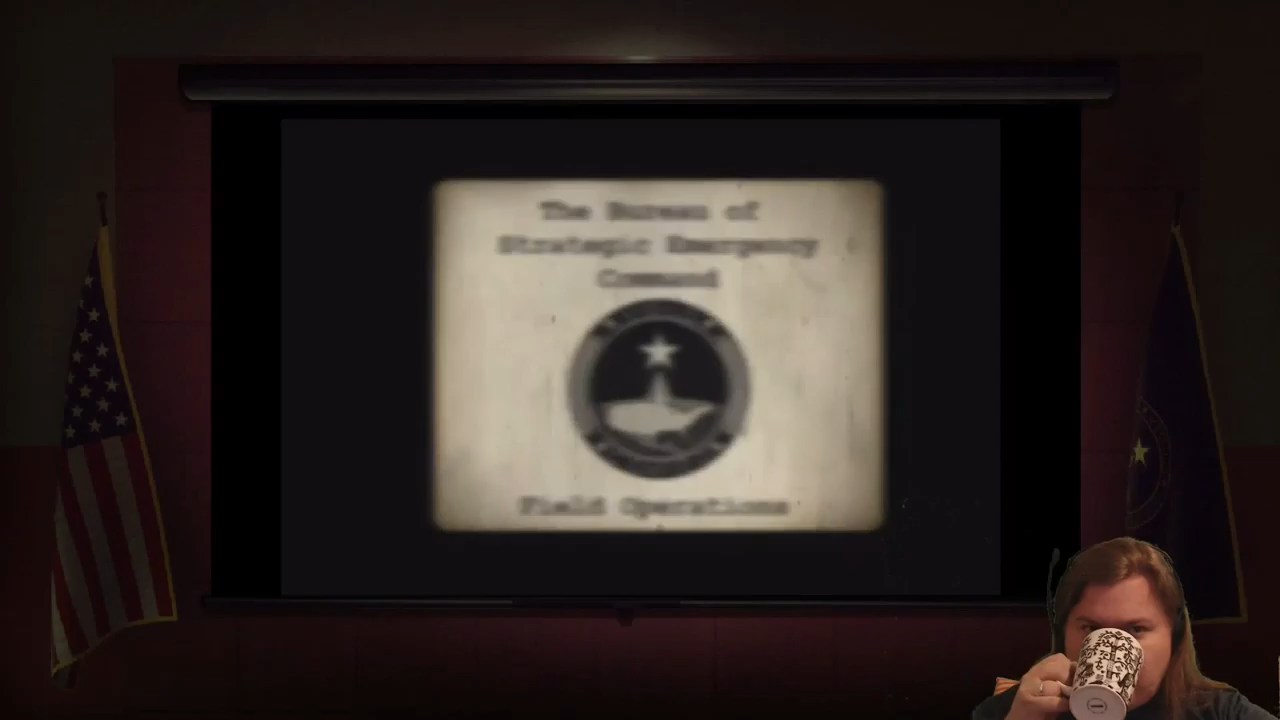 The Bureau of
Strategic Emergency
Command
Field Operations